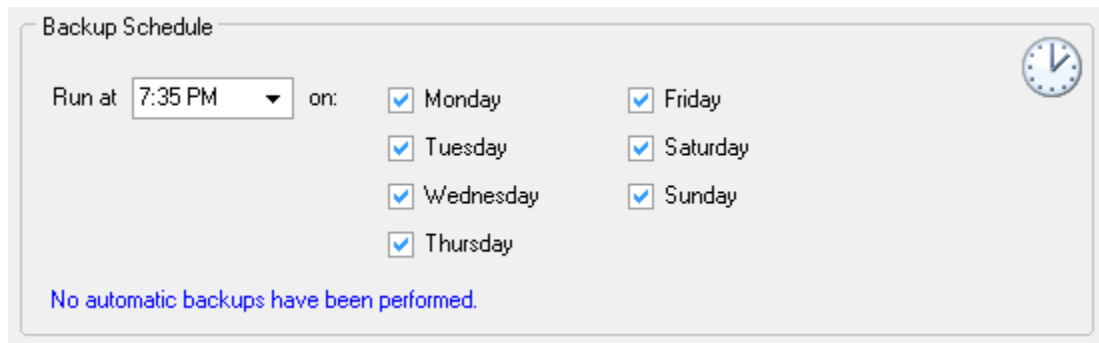 Backup Schedule
Run at 7:35 PM on:
Monday
Tuesday
Wednesday
Thursday
Friday
Saturday
Sunday
No automatic backups have been performed.